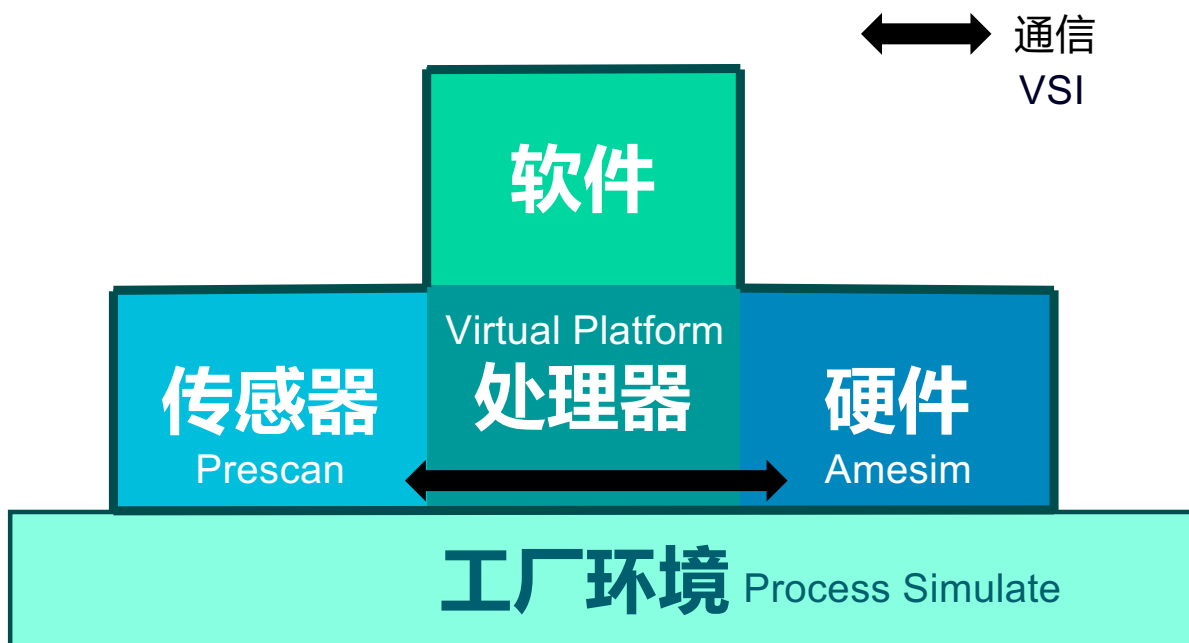 通信
VSI
软件
Virtual Platform
处理器
传感器
Prescan
硬件
Amesim
工厂环境 Process Simulate